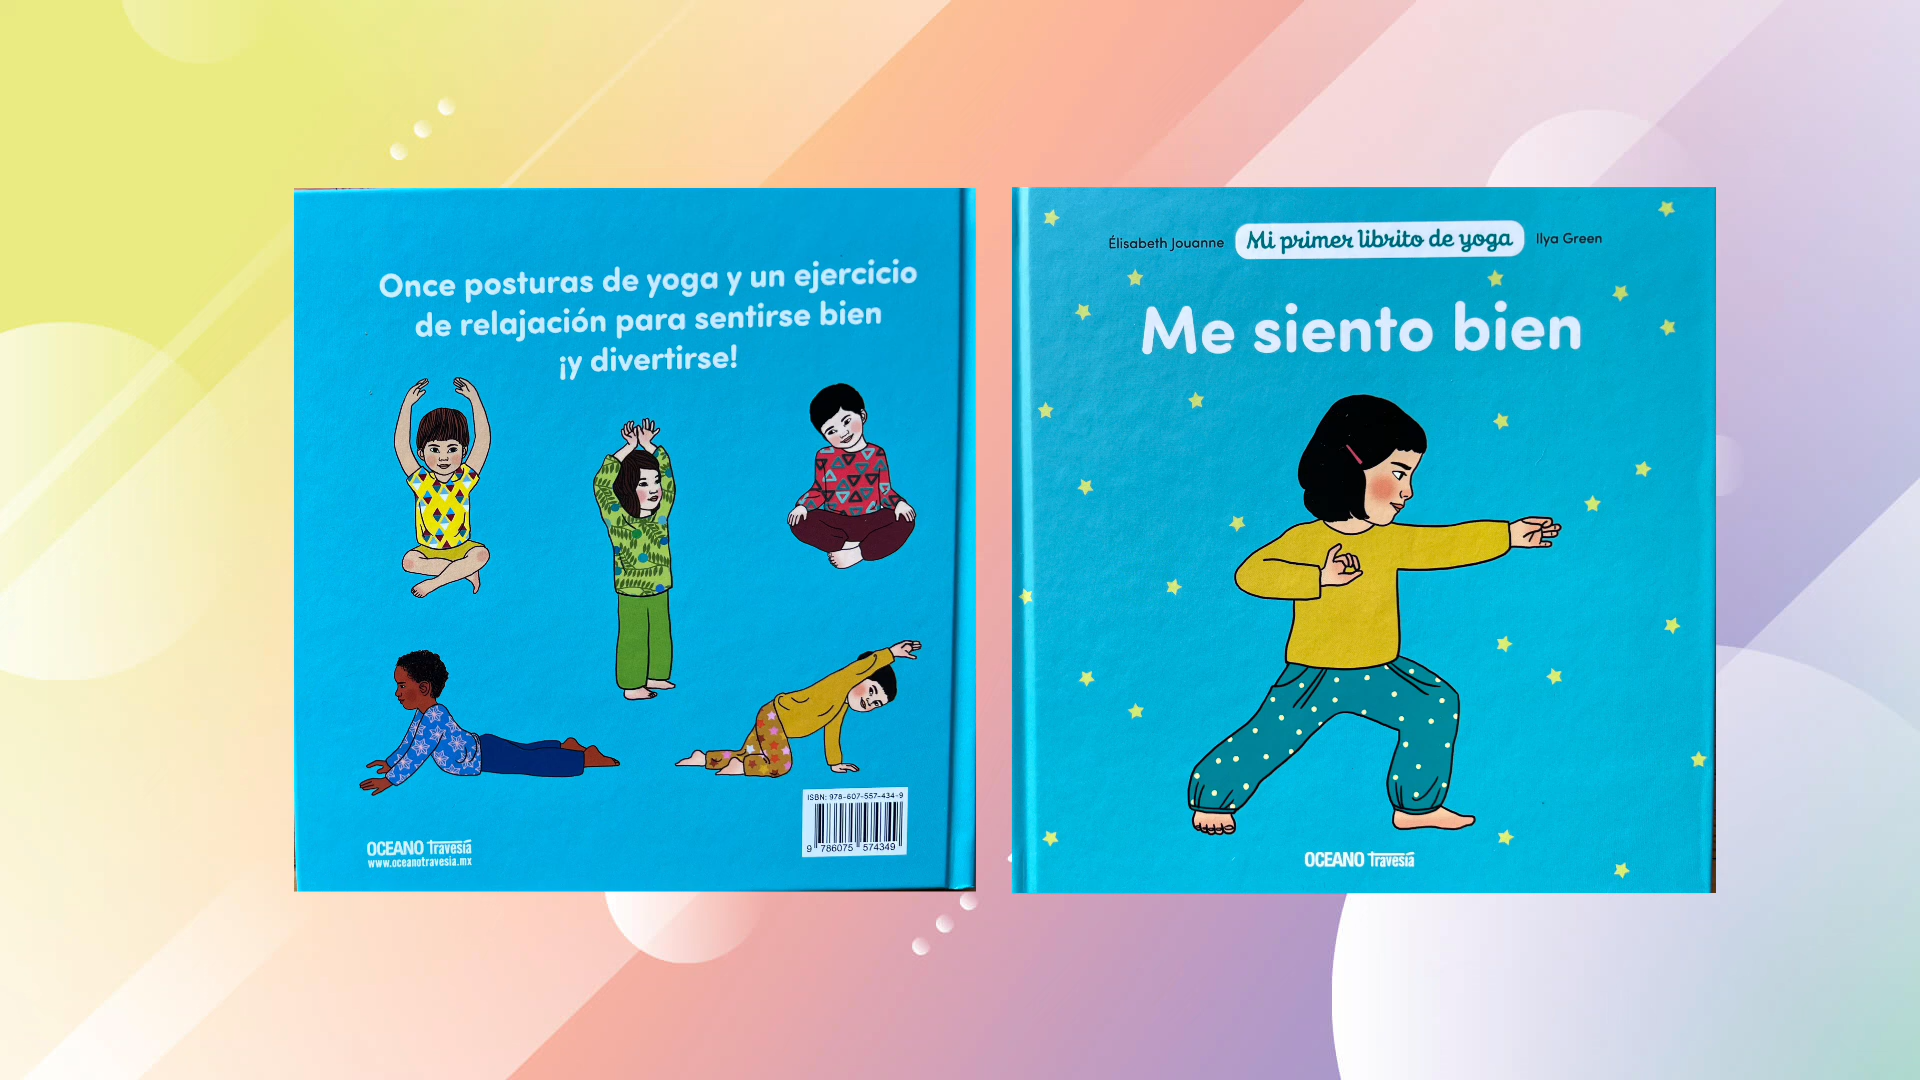 Once posturas de yoga y un ejercicio
de relajación para sentirse bien
¡y divertirse!
ISBN: 978-607-557-434-9
9 786075 574349
OCEANO Travesía
www.oceanotravesia.mx
Élisabeth Jouanne
Mi primer librito de yoga
Ilya Green
Me siento bien
OCEANO Travesía